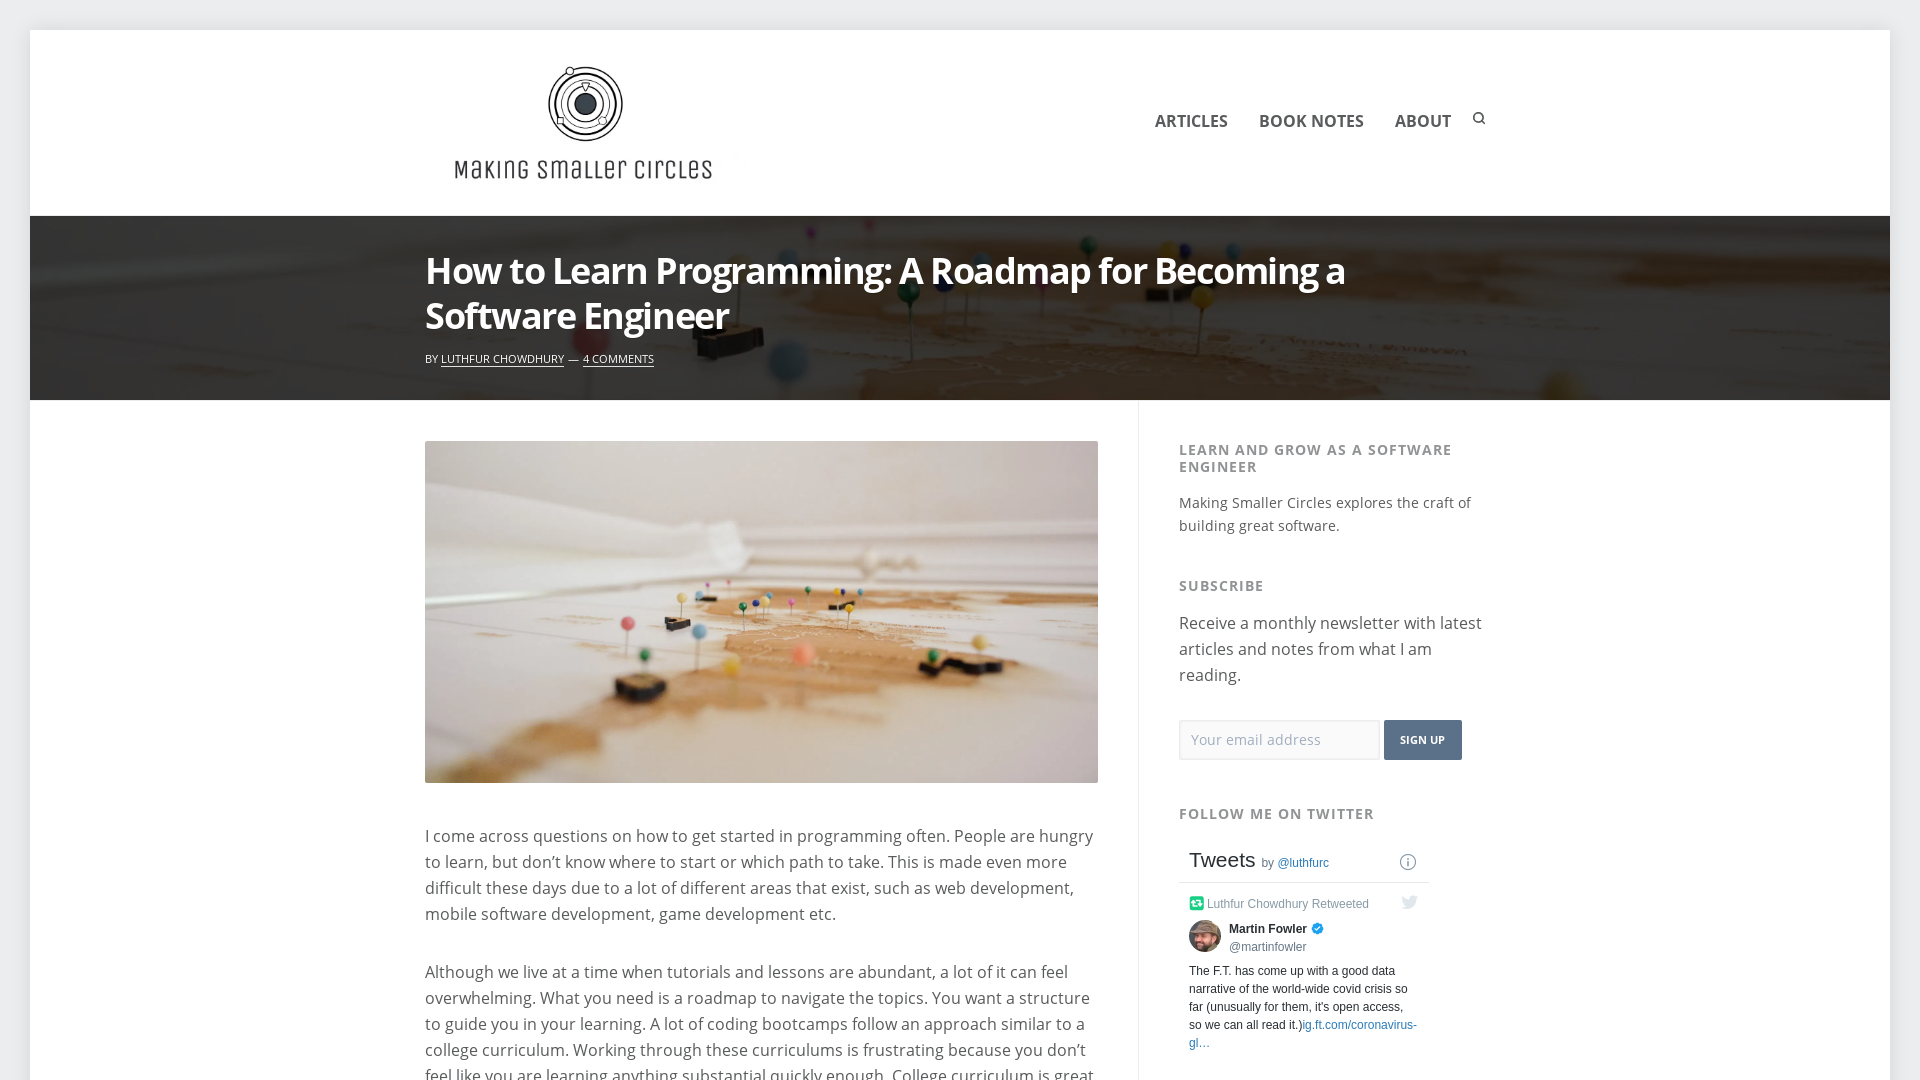 Making Smaller Circles
ARTICLES
BOOK NOTES
ABOUT
How to Learn Programming: A Roadmap for Becoming a
Software Engineer
BY LUTHFUR CHOWDHURY — 4 COMMENTS
I come across questions on how to get started in programming often. People are hungry
to learn, but don’t know where to start or which path to take. This is made even more
difficult these days due to a lot of different areas that exist, such as web development,
mobile software development, game development etc.
Although we live at a time when tutorials and lessons are abundant, a lot of it can feel
overwhelming. What you need is a roadmap to navigate the topics. You want a structure
to guide you in your learning. A lot of coding bootcamps follow an approach similar to a
college curriculum. Working through these curriculums is frustrating because you don’t
feel like you are learning anything substantial quickly enough. College curriculum is great
LEARN AND GROW AS A SOFTWARE
ENGINEER
Making Smaller Circles explores the craft of
building great software.
SUBSCRIBE
Receive a monthly newsletter with latest
articles and notes from what I am
reading.
Your email address
SIGN UP
FOLLOW ME ON TWITTER
Tweets by @luthfurc
Luthfur Chowdhury Retweeted
Martin Fowler
@martinfowler
The F.T. has come up with a good data
narrative of the world-wide covid crisis so
far (unusually for them, it's open access,
so we can all read it.)ig.ft.com/coronavirus-
gl…